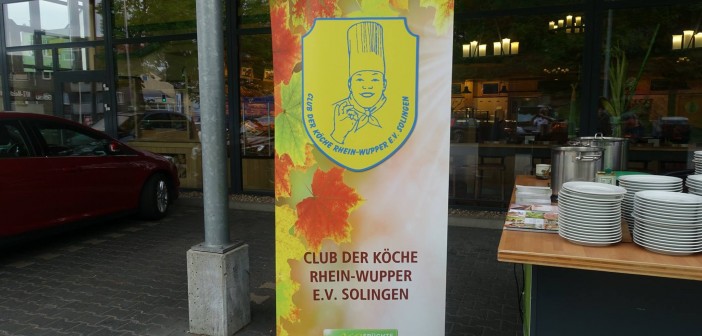 CLUB DER KÖCHE RHEIN-WUPPER E.V. SOLINGEN
CLUB DER KÖCHE
RHEIN-WUPPER
E.V. SOLINGEN